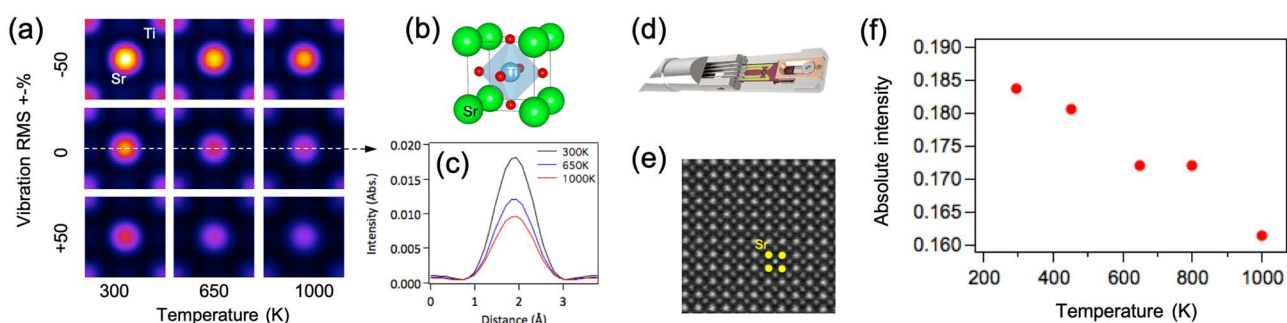 (a)
Ti
Sr
Vibration RMS +-%
-50
0
+50
300 650 1000
Temperature (K)
(b)
Ti
Sr
(c)
Intensity (Abs.)
0.020
0.015
0.010
0.005
0.000
300K
650K
1000K
0 1 2 3
Distance (Å)
(d)
(e)
Sr
(f)
Absolute intensity
0.190
0.185
0.180
0.175
0.170
0.165
0.160
200 400 600 800 1000
Temperature (K)